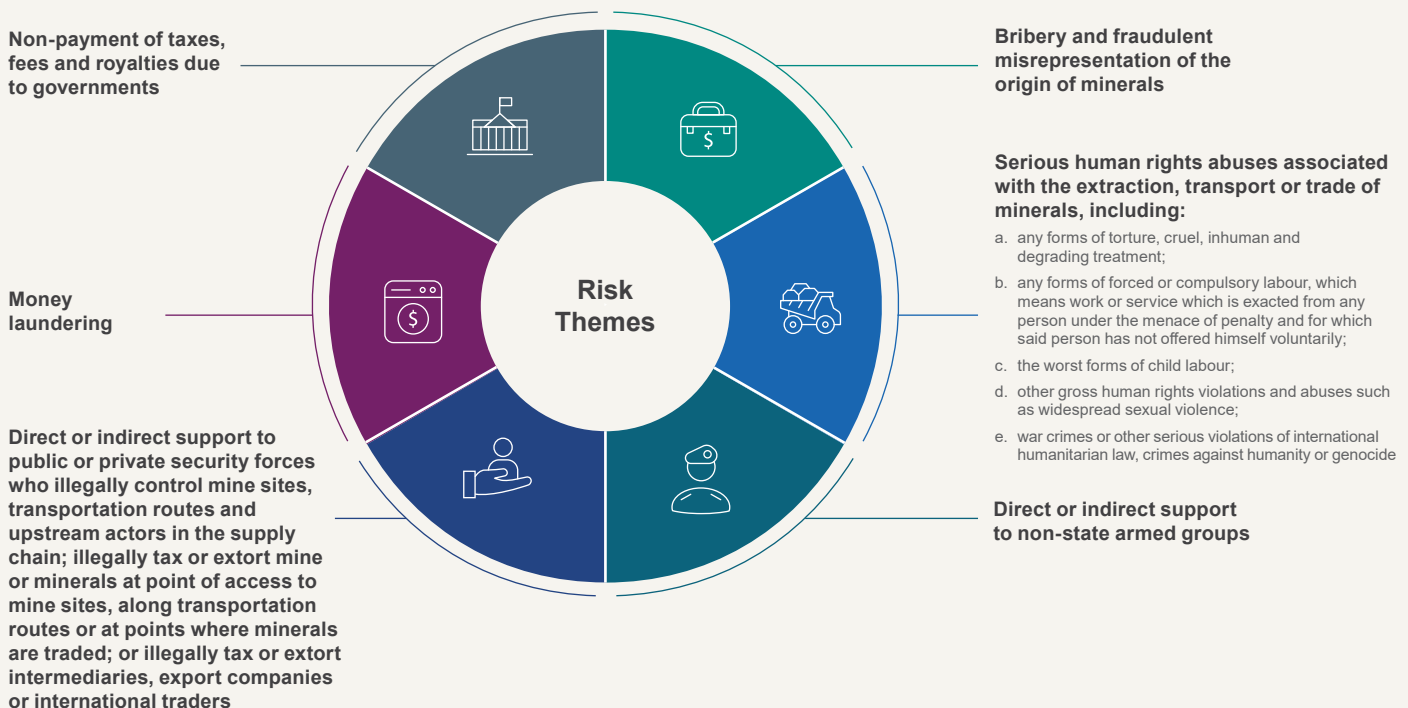 Non-payment of taxes,
fees and royalties due
to governments
Bribery and fraudulent
misrepresentation of the
origin of minerals
Serious human rights abuses associated
with the extraction, transport or trade of
minerals, including:
a. any forms of torture, cruel, inhuman and
degrading treatment;
b. any forms of forced or compulsory labour, which
means work or service which is exacted from any
person under the menace of penalty and for which
said person has not offered himself voluntarily;
c. the worst forms of child labour;
d. other gross human rights violations and abuses such
as widespread sexual violence;
e. war crimes or other serious violations of international
humanitarian law, crimes against humanity or genocide
Direct or indirect support
to non-state armed groups
Direct or indirect support to
public or private security forces
who illegally control mine sites,
transportation routes and
upstream actors in the supply
chain; illegally tax or extort mine
or minerals at point of access to
mine sites, along transportation
routes or at points where minerals
are traded; or illegally tax or extort
intermediaries, export companies
or international traders
Money
laundering
Risk
Themes
$
$